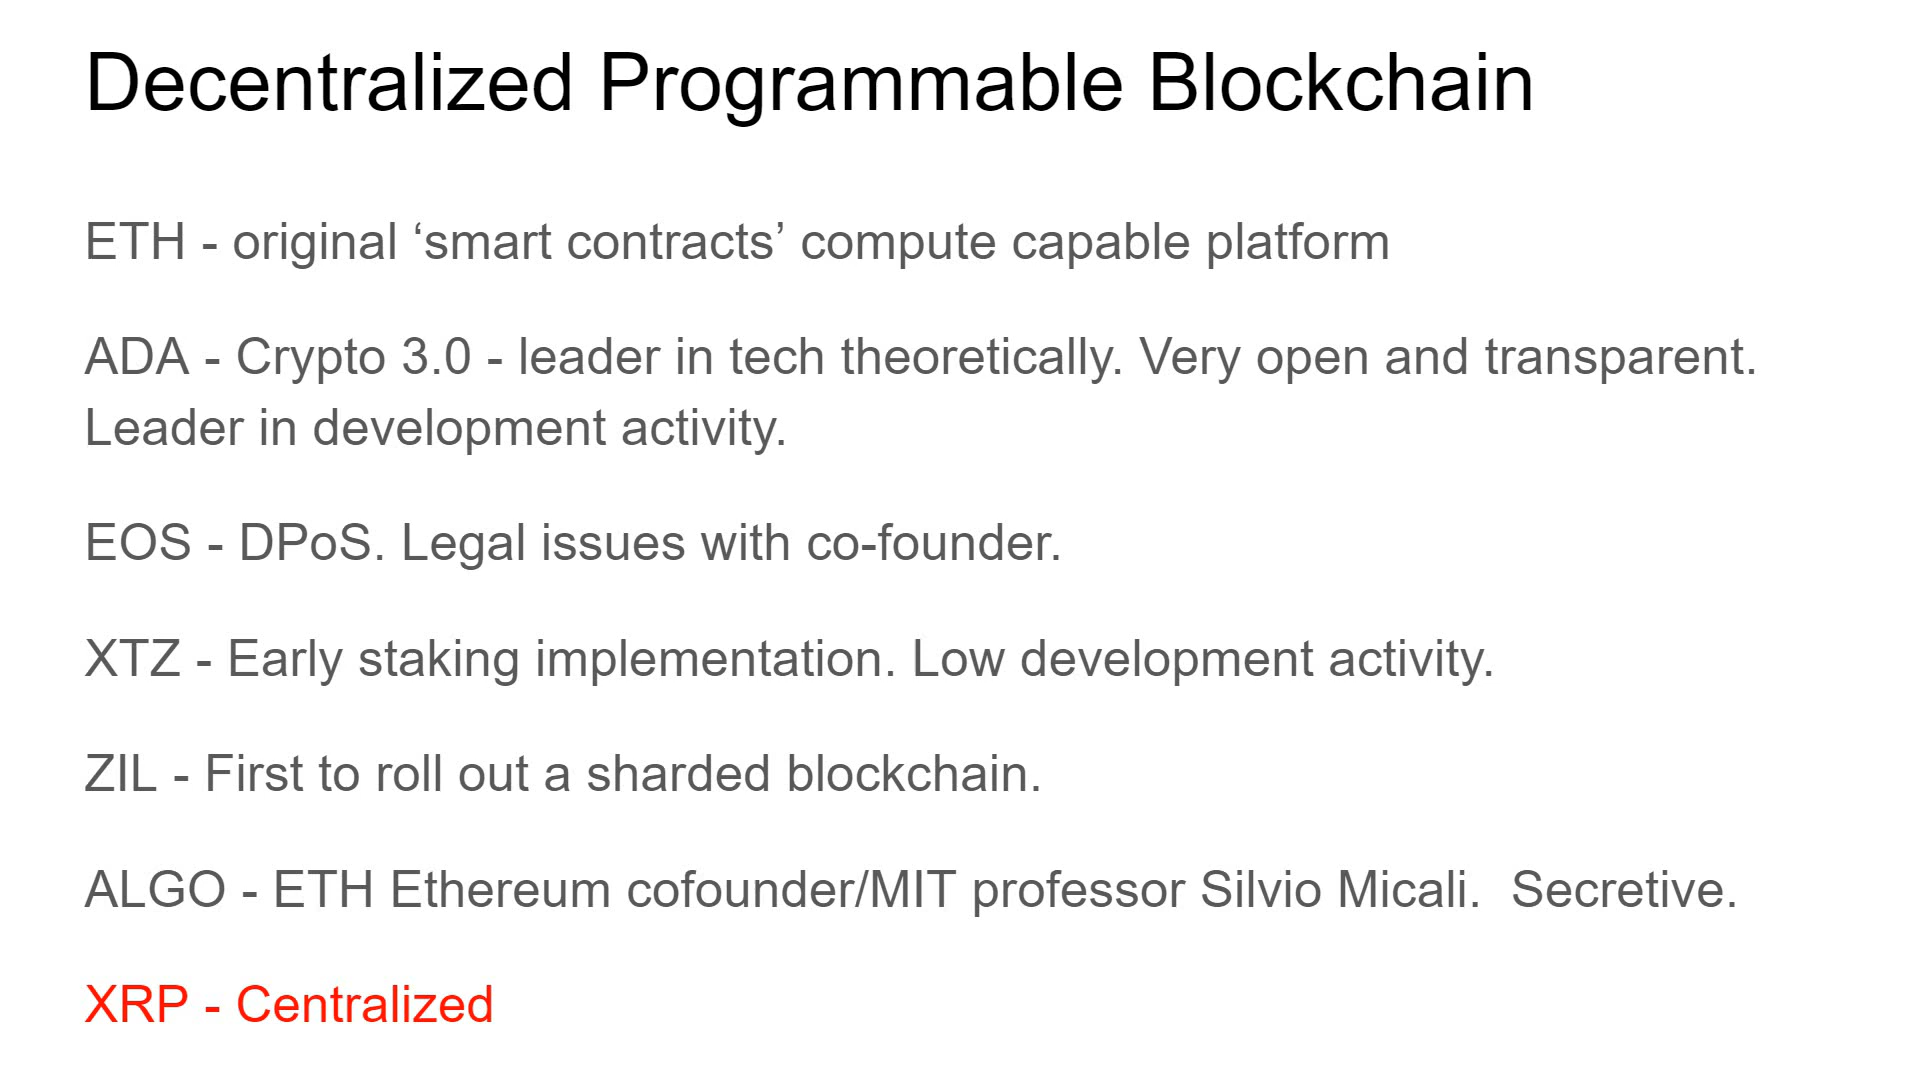 Decentralized Programmable Blockchain
ETH - original ‘smart contracts’ compute capable platform
ADA - Crypto 3.0 - leader in tech theoretically. Very open and transparent.
Leader in development activity.
EOS - DPoS. Legal issues with co-founder.
XTZ - Early staking implementation. Low development activity.
ZIL - First to roll out a sharded blockchain.
ALGO - ETH Ethereum cofounder/MIT professor Silvio Micali.  Secretive.
XRP - Centralized